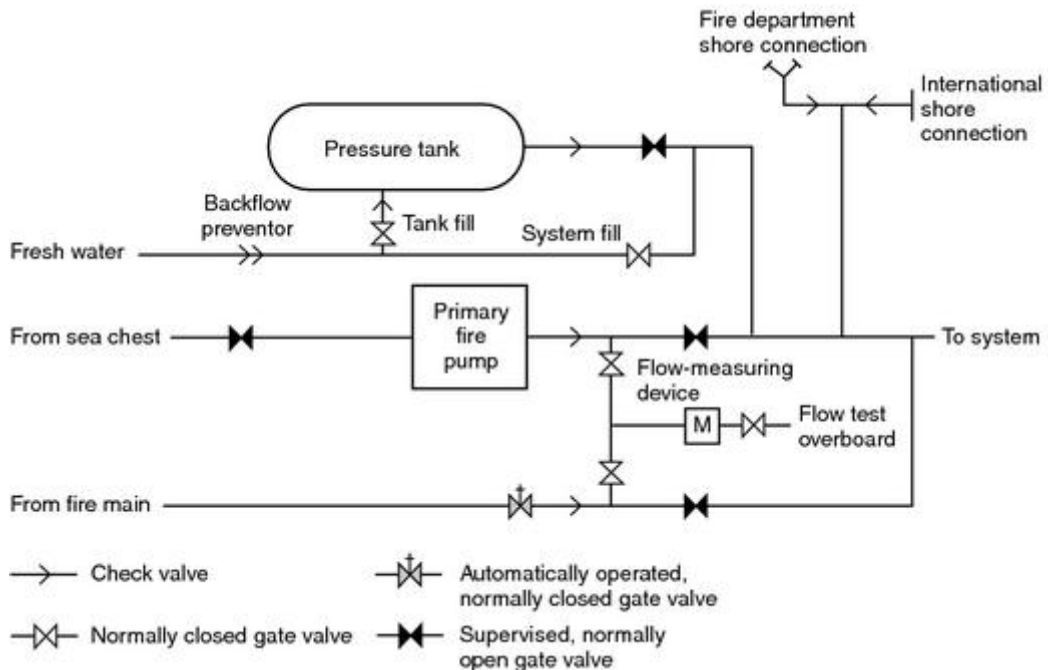 Fire department
shore connection
International
shore
connection
Pressure tank
Backflow
preventor
Tank fill
System fill
Fresh water
From sea chest
Primary
fire
pump
To system
Flow-measuring
device
M
Flow test
overboard
From fire main
Check valve
Automatically operated,
normally closed gate valve
Normally closed gate valve
Supervised, normally
open gate valve